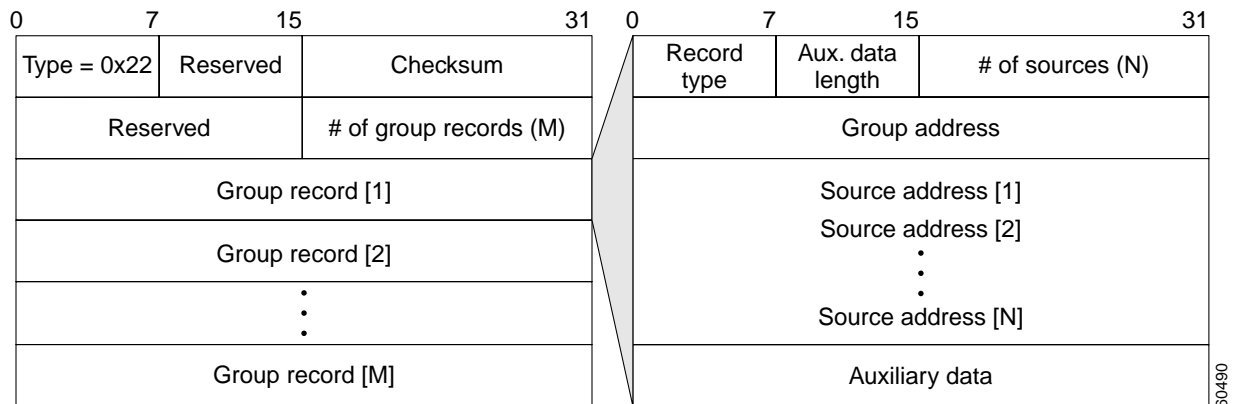 0 7 15 31
Type = 0x22 Reserved Checksum
Reserved # of group records (M)
Group record [1]
Group record [2]
Group record [M]
0 7 15 31
Record type Aux. data length # of sources (N)
Group address
Source address [1]
Source address [2]
Source address [N]
Auxiliary data
60490